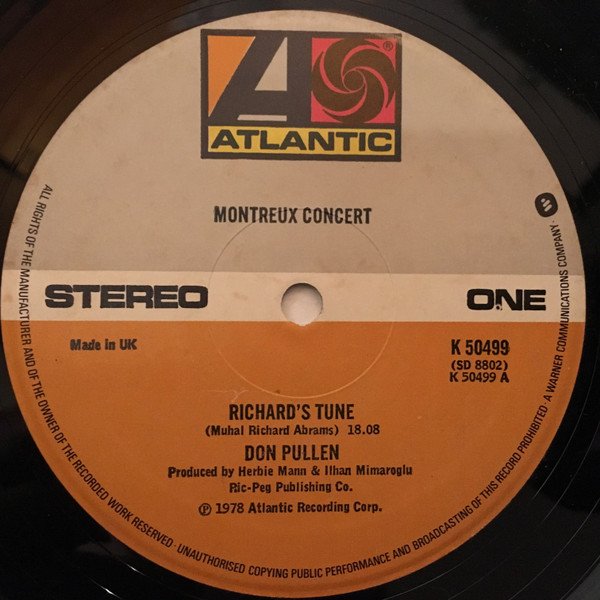 ATLANTIC
®
MONTREUX CONCERT
STEREO
ONE
Made in UK
K 50499
(SD 8802)
K 50499 A
RICHARD'S TUNE
(Muhal Richard Abrams) 18.08
DON PULLEN
Produced by Herbie Mann & Ilhan Mimaroglu
Ric-Peg Publishing Co.
℗ 1978 Atlantic Recording Corp.
ALL RIGHTS OF THE MANUFACTURER AND OF THE OWNER OF THE RECORDED WORK RESERVED · UNAUTHORISED COPYING PUBLIC PERFORMANCE AND BROADCASTING OF THIS RECORD PROHIBITED · A WARNER COMMUNICATIONS COMPANY ·